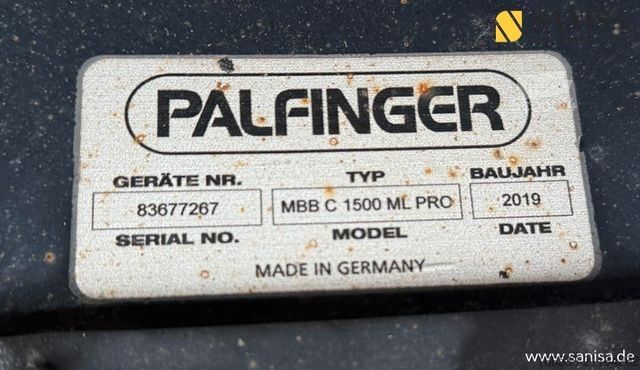 SANISA
PALFINGER
GERÄTE NR. TYP BAUJAHR
83677267 MBB C 1500 ML PRO 2019
SERIAL NO. MODEL DATE
MADE IN GERMANY
www.sanisa.de